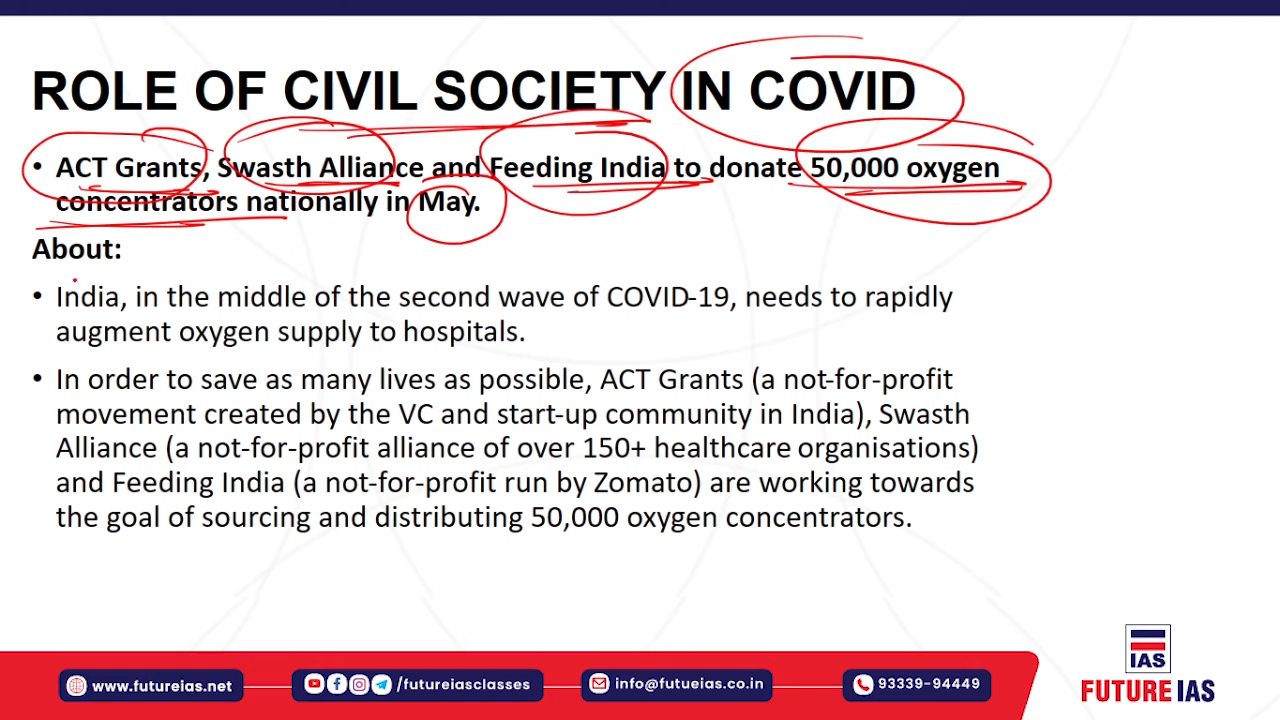 ROLE OF CIVIL SOCIETY IN COVID
• ACT Grants, Swasth Alliance and Feeding India to donate 50,000 oxygen
concentrators nationally in May.
About:
• India, in the middle of the second wave of COVID-19, needs to rapidly
augment oxygen supply to hospitals.
• In order to save as many lives as possible, ACT Grants (a not-for-profit
movement created by the VC and start-up community in India), Swasth
Alliance (a not-for-profit alliance of over 150+ healthcare organisations)
and Feeding India (a not-for-profit run by Zomato) are working towards
the goal of sourcing and distributing 50,000 oxygen concentrators.
www.futureias.net
/futureiasclasses
info@futueias.co.in
93339-94449
IAS
FUTURE IAS